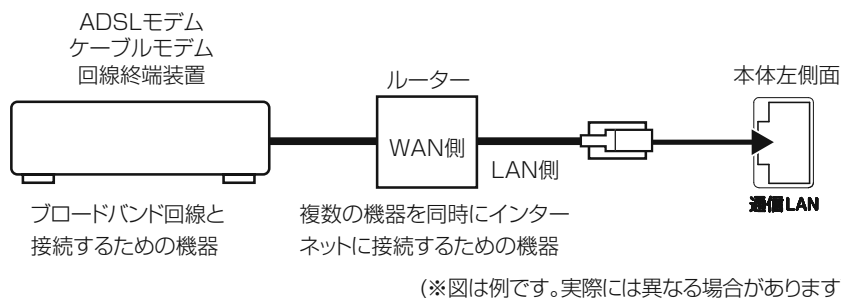 ADSLモデム
ケーブルモデム
回線終端装置
ルーター
本体左側面
WAN側
LAN側
通信LAN
ブロードバンド回線と
接続するための機器
複数の機器を同時にインター
ネットに接続するための機器
(※図は例です。実際には異なる場合があります